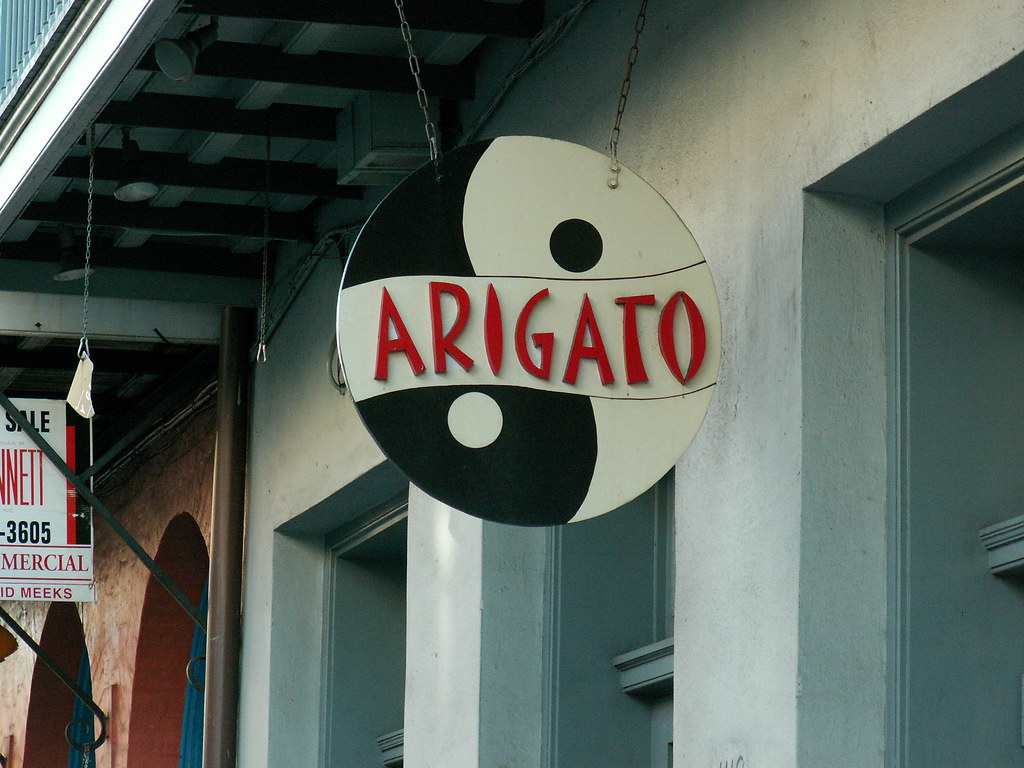 ARIGATO
SALE
NNETT
-3605
MERCIAL
ID MEEKS